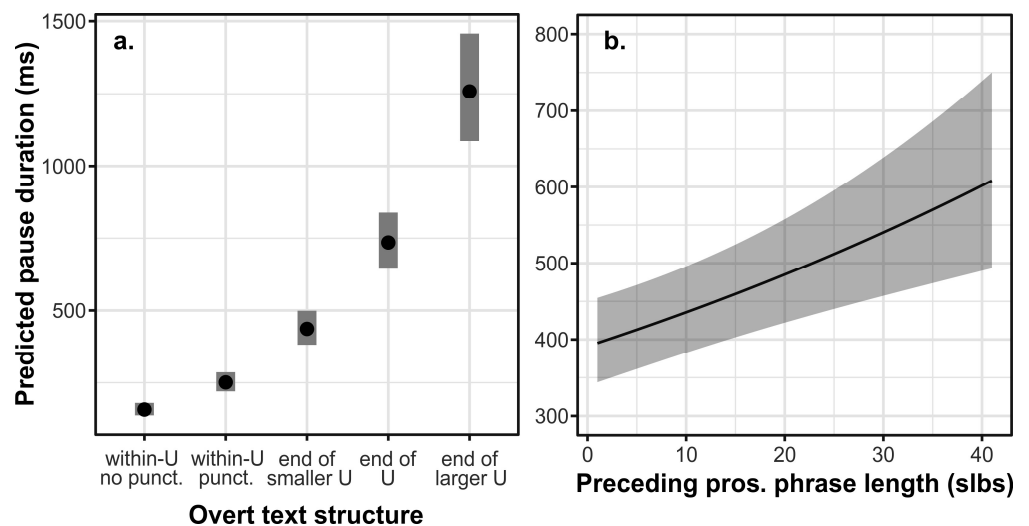 Predicted pause duration (ms)
a.
1500
1000
500
within-U
no punct.
within-U
punct.
end of
smaller U
end of
U
end of
larger U
Overt text structure
b.
800
700
600
500
400
300
0
10
20
30
40
Preceding pros. phrase length (slbs)